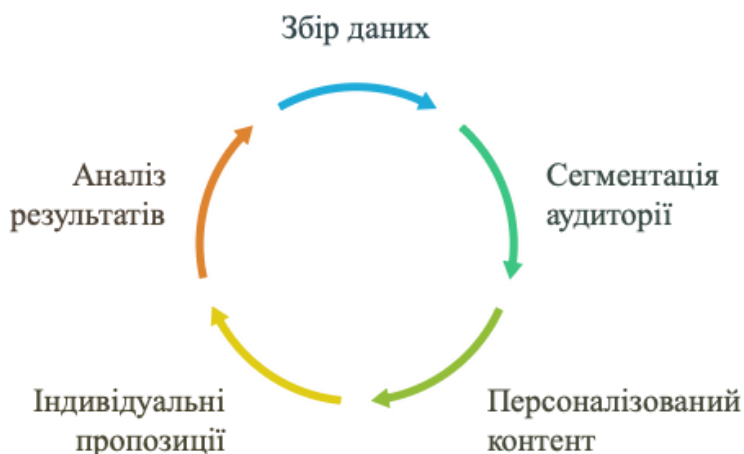 Збір даних
Сегментація
аудиторії
Персоналізований
контент
Індивідуальні
пропозиції
Аналіз
результатів